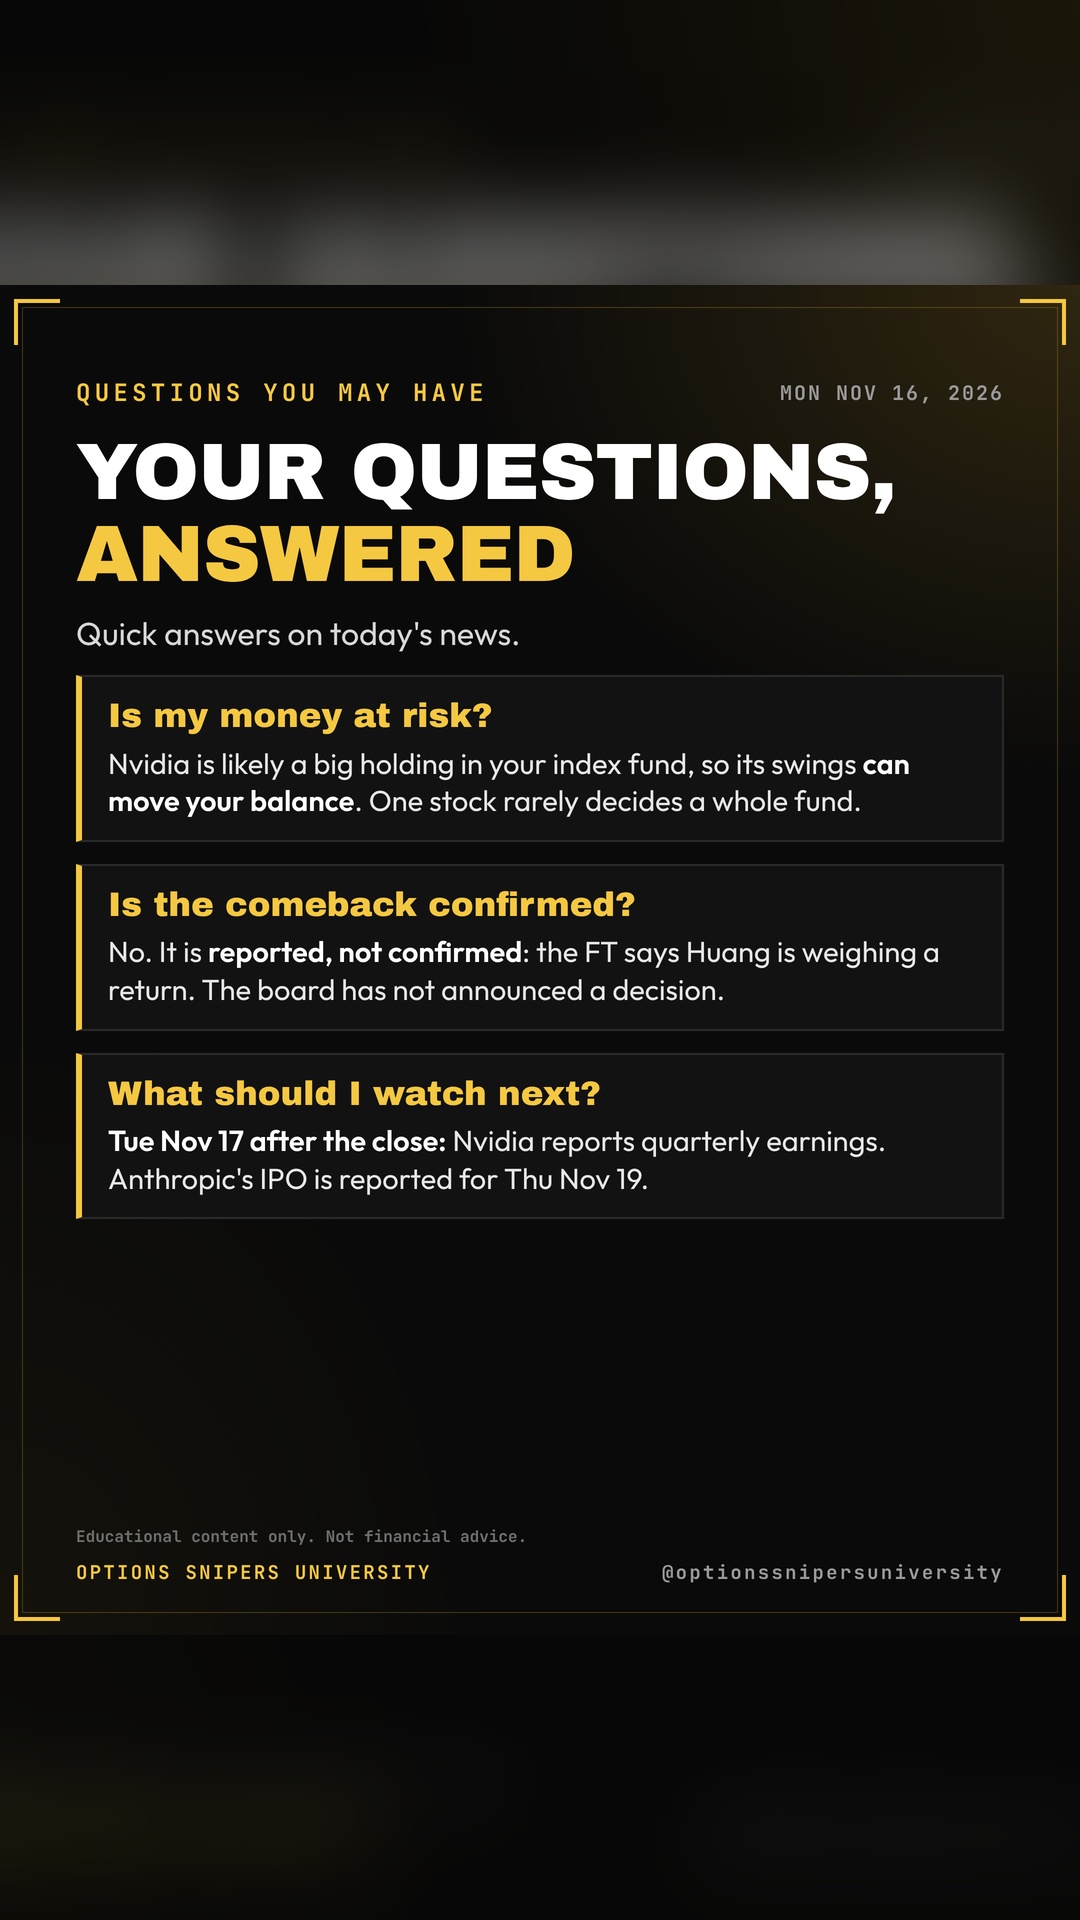 QUESTIONS YOU MAY HAVE
MON NOV 16, 2026
YOUR QUESTIONS,
ANSWERED
Quick answers on today's news.
Is my money at risk?
Nvidia is likely a big holding in your index fund, so its swings can
move your balance. One stock rarely decides a whole fund.
Is the comeback confirmed?
No. It is reported, not confirmed: the FT says Huang is weighing a
return. The board has not announced a decision.
What should I watch next?
Tue Nov 17 after the close: Nvidia reports quarterly earnings.
Anthropic's IPO is reported for Thu Nov 19.
Educational content only. Not financial advice.
OPTIONS SNIPERS UNIVERSITY
@optionssnipersuniversity